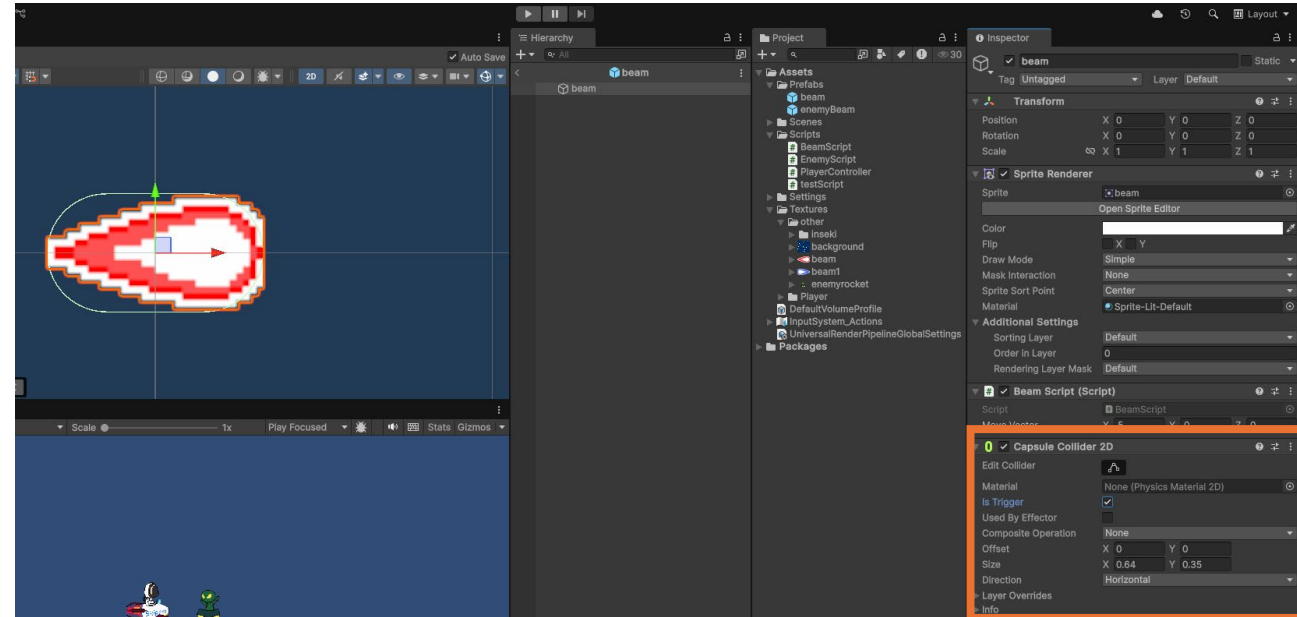 Layout
Auto Save
2D
Scale
1x
Play Focused
Stats
Gizmos
Hierarchy
All
beam
beam
Project
30
Assets
Prefabs
beam
enemyBeam
Scenes
Scripts
BeamScript
EnemyScript
PlayerController
testScript
Settings
Textures
other
inseki
background
beam
beam1
enemyrocket
Player
DefaultVolumeProfile
InputSystem_Actions
UniversalRenderPipelineGlobalSettings
Packages
Inspector
beam
Static
Tag Untagged Layer Default
Transform
Position X 0 Y 0 Z 0
Rotation X 0 Y 0 Z 0
Scale X 1 Y 1 Z 1
Sprite Renderer
Sprite beam
Open Sprite Editor
Color
Flip X Y
Draw Mode Simple
Mask Interaction None
Sprite Sort Point Center
Material Sprite-Lit-Default
Additional Settings
Sorting Layer Default
Order in Layer 0
Rendering Layer Mask Default
Beam Script (Script)
Script BeamScript
Move Vector X 5 Y 0 Z 0
Capsule Collider 2D
Edit Collider
Material None (Physics Material 2D)
Is Trigger
Used By Effector
Composite Operation None
Offset X 0 Y 0
Size X 0.64 Y 0.35
Direction Horizontal
Layer Overrides
Info